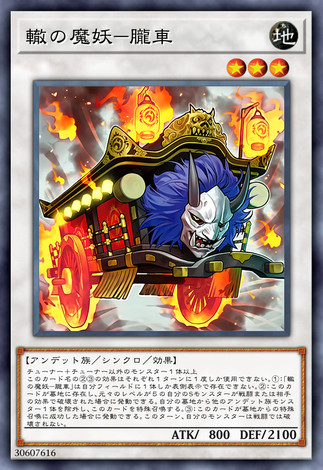 轍の魔妖－朧車
地
【アンデット族／シンクロ／効果】
チューナー＋チューナー以外のモンスター１体以上
このカード名の②③の効果はそれぞれ１ターンに１度しか使用できない。①：「轍
の魔妖－朧車」は自分フィールドに１体しか表側表示で存在できない。②：このカー
ドが墓地に存在し、元々のレベルが５の自分のSモンスターが戦闘または相手
の効果で破壊された場合に発動できる。自分の墓地から他のアンデット族モンス
ター１体を除外し、このカードを特殊召喚する。③：このカードが墓地からの特殊
召喚に成功した場合に発動できる。このターン、自分のモンスターは戦闘では破
壊されない。
ATK/ 800 DEF/2100
30607616